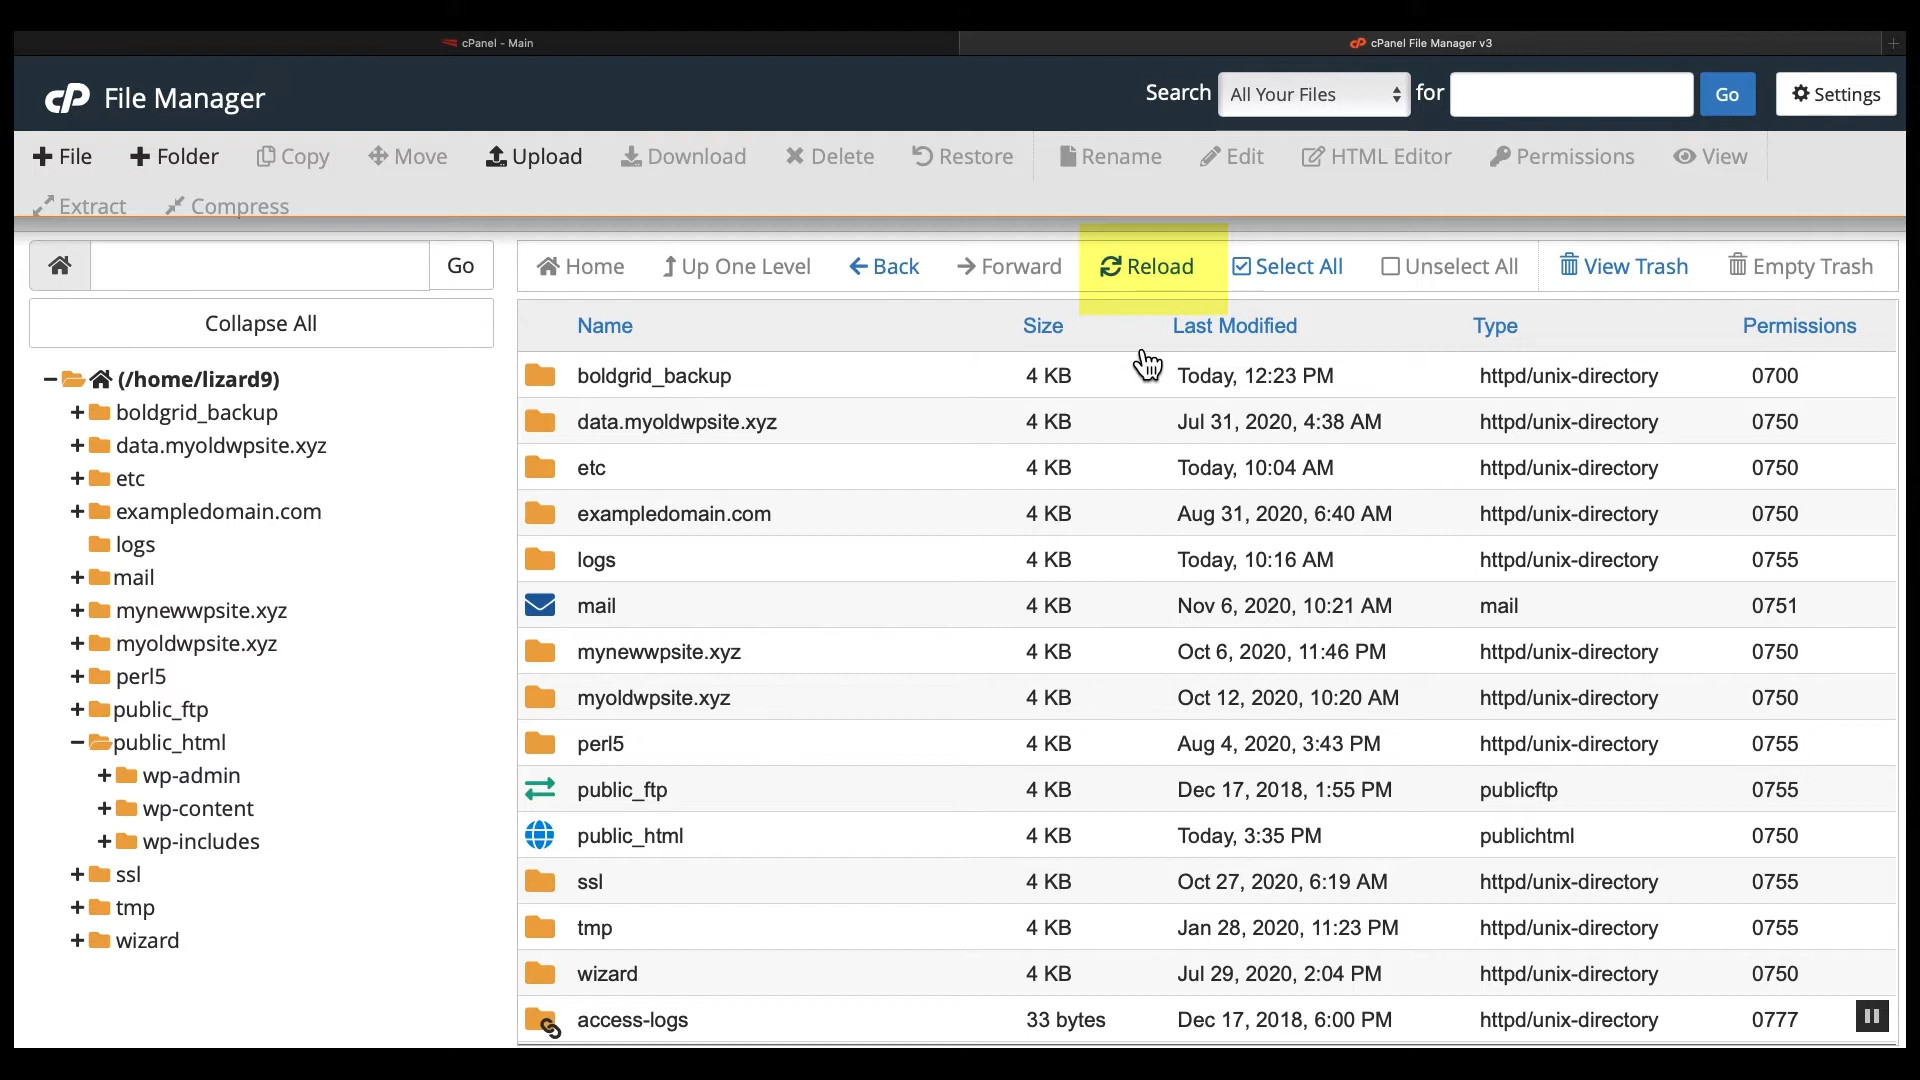 cPanel - Main
cPanel File Manager v3
cP File Manager
Search All Your Files for Go Settings
File Folder Copy Move Upload Download Delete Restore Rename Edit HTML Editor Permissions View
Extract Compress
Go
Home Up One Level Back Forward Reload Select All Unselect All View Trash Empty Trash
Collapse All
(/home/lizard9)
boldgrid_backup
data.myoldwpsite.xyz
etc
exampledomain.com
logs
mail
mynewwpsite.xyz
myoldwpsite.xyz
perl5
public_ftp
public_html
wp-admin
wp-content
wp-includes
ssl
tmp
wizard
Name Size Last Modified Type Permissions
boldgrid_backup 4 KB Today, 12:23 PM httpd/unix-directory 0700
data.myoldwpsite.xyz 4 KB Jul 31, 2020, 4:38 AM httpd/unix-directory 0750
etc 4 KB Today, 10:04 AM httpd/unix-directory 0750
exampledomain.com 4 KB Aug 31, 2020, 6:40 AM httpd/unix-directory 0750
logs 4 KB Today, 10:16 AM httpd/unix-directory 0755
mail 4 KB Nov 6, 2020, 10:21 AM mail 0751
mynewwpsite.xyz 4 KB Oct 6, 2020, 11:46 PM httpd/unix-directory 0750
myoldwpsite.xyz 4 KB Oct 12, 2020, 10:20 AM httpd/unix-directory 0750
perl5 4 KB Aug 4, 2020, 3:43 PM httpd/unix-directory 0755
public_ftp 4 KB Dec 17, 2018, 1:55 PM publicftp 0755
public_html 4 KB Today, 3:35 PM publichtml 0750
ssl 4 KB Oct 27, 2020, 6:19 AM httpd/unix-directory 0755
tmp 4 KB Jan 28, 2020, 11:23 PM httpd/unix-directory 0755
wizard 4 KB Jul 29, 2020, 2:04 PM httpd/unix-directory 0750
access-logs 33 bytes Dec 17, 2018, 6:00 PM httpd/unix-directory 0777